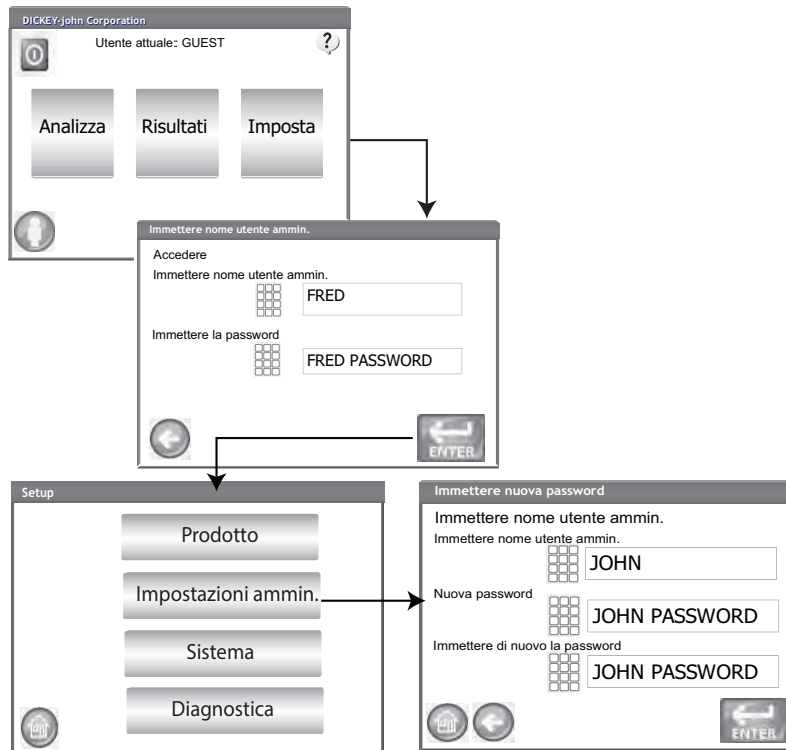 DICKEY-john Corporation
Utente attuale:: GUEST
?
Analizza
Risultati
Imposta
Immettere nome utente ammin.
Accedere
Immettere nome utente ammin.
FRED
Immettere la password
FRED PASSWORD
ENTER
Setup
Prodotto
Impostazioni ammin.
Sistema
Diagnostica
Immettere nuova password
Immettere nome utente ammin.
Immettere nome utente ammin.
JOHN
Nuova password
JOHN PASSWORD
Immettere di nuovo la password
JOHN PASSWORD
ENTER